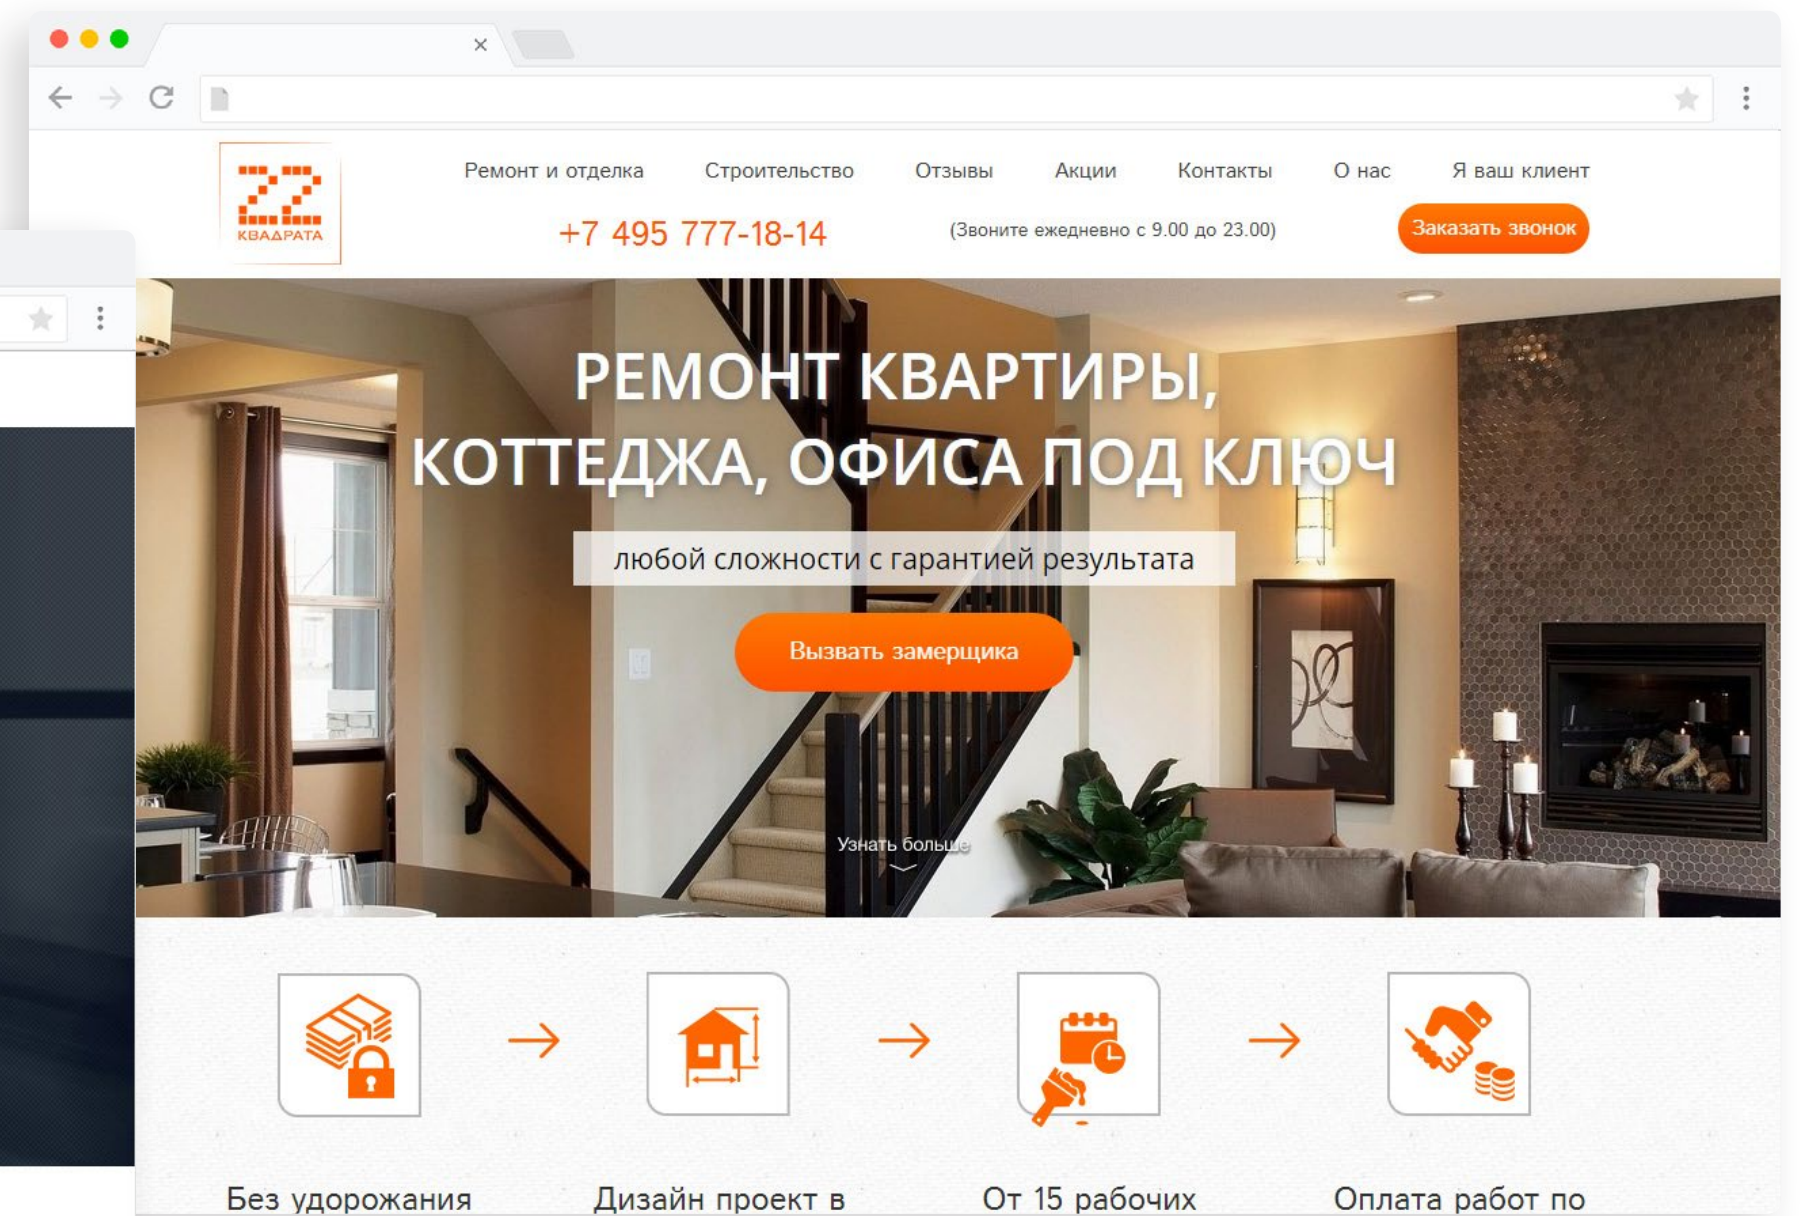 22
КВАДРАТА
Ремонт и отделка Строительство Отзывы Акции Контакты О нас Я ваш клиент
+7 495 777-18-14 (Звоните ежедневно с 9.00 до 23.00) Заказать звонок
РЕМОНТ КВАРТИРЫ,
КОТТЕДЖА, ОФИСА ПОД КЛЮЧ
любой сложности с гарантией результата
Вызвать замерщика
Узнать больше
Без удорожания Дизайн проект в От 15 рабочих Оплата работ по